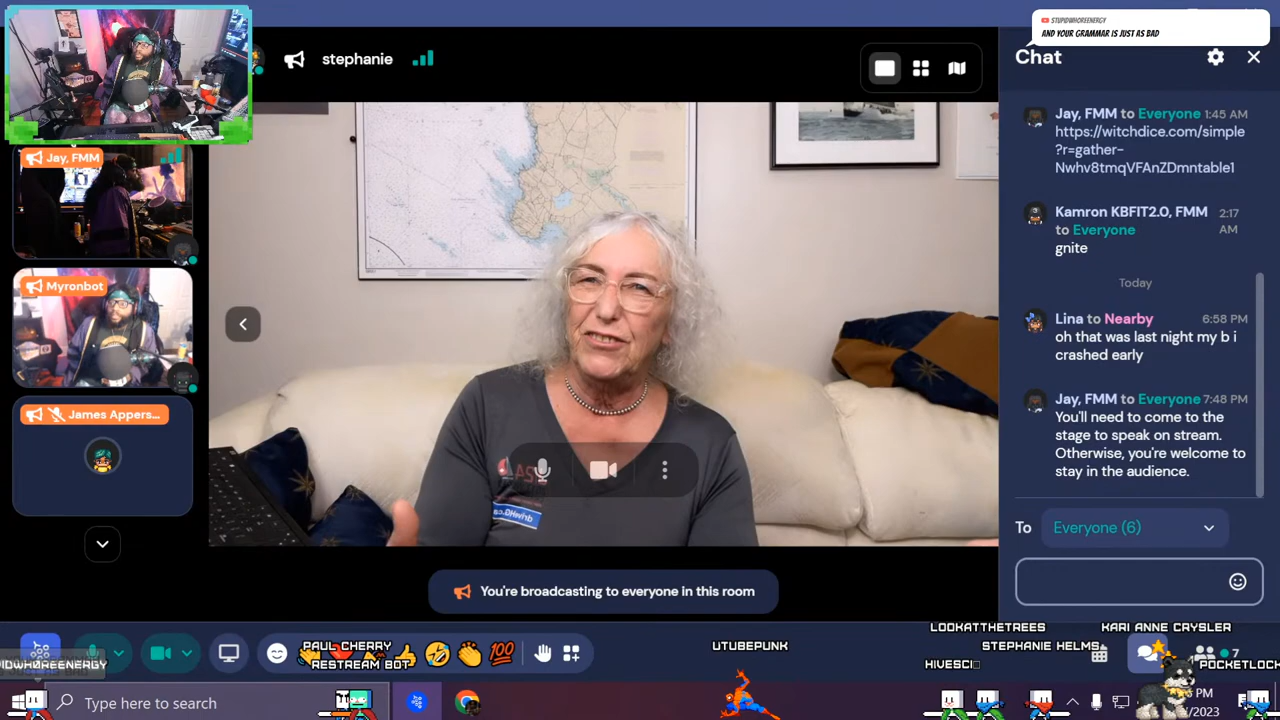 STUPIDWHOREENERGY
AND YOUR GRAMMAR IS JUST AS BAD
stephanie
Chat
Jay, FMM
Myronbot
James Appers...
Jay, FMM to Everyone 1:45 AM
https://witchdice.com/simple
?r=gather-
Nwhv8tmqVFAnZDmntable1
Kamron KBFIT2.0, FMM 2:17
to Everyone AM
gnite
Today
Lina to Nearby 6:58 PM
oh that was last night my b i
crashed early
Jay, FMM to Everyone 7:48 PM
You'll need to come to the
stage to speak on stream.
Otherwise, you're welcome to
stay in the audience.
To Everyone (6)
You're broadcasting to everyone in this room
LOOKATTHETREES
KARI ANNE CRYSLER
PAUL CHERRY
UTUBEPUNK
STEPHANIE HELMS
RESTREAM BOT
HIVESCI
7
POCKETLOCK
Type here to search
PM
/2023